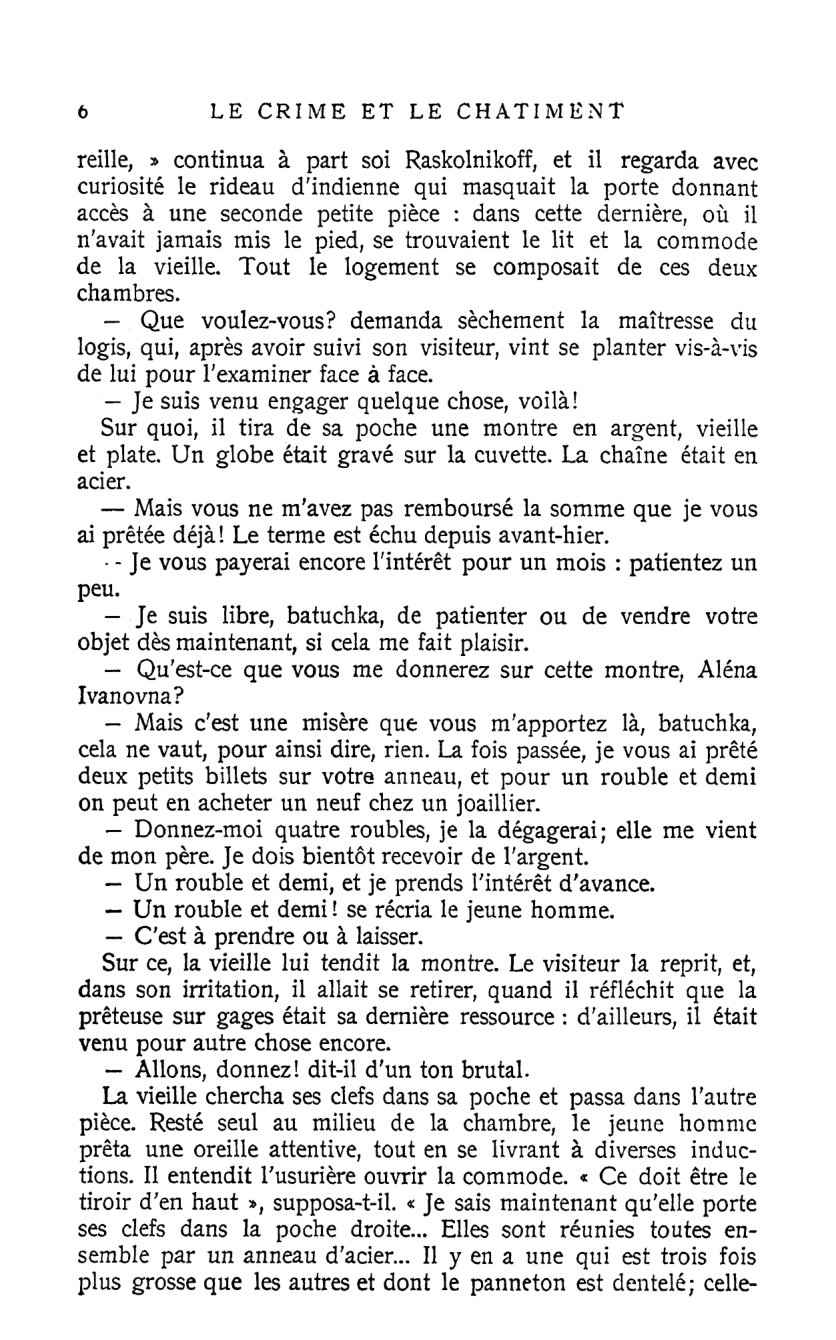 6 LE CRIME ET LE CHATIMENT
reille, » continua à part soi Raskolnikoff, et il regarda avec
curiosité le rideau d'indienne qui masquait la porte donnant
accès à une seconde petite pièce : dans cette dernière, où il
n'avait jamais mis le pied, se trouvaient le lit et la commode
de la vieille. Tout le logement se composait de ces deux
chambres.
— Que voulez-vous? demanda sèchement la maîtresse du
logis, qui, après avoir suivi son visiteur, vint se planter vis-à-vis
de lui pour l'examiner face à face.
— Je suis venu engager quelque chose, voilà!
Sur quoi, il tira de sa poche une montre en argent, vieille
et plate. Un globe était gravé sur la cuvette. La chaîne était en
acier.
— Mais vous ne m'avez pas remboursé la somme que je vous
ai prêtée déjà! Le terme est échu depuis avant-hier.
-- Je vous payerai encore l'intérêt pour un mois : patientez un
peu.
— Je suis libre, batuchka, de patienter ou de vendre votre
objet dès maintenant, si cela me fait plaisir.
— Qu'est-ce que vous me donnerez sur cette montre, Aléna
Ivanovna?
— Mais c'est une misère que vous m'apportez là, batuchka,
cela ne vaut, pour ainsi dire, rien. La fois passée, je vous ai prêté
deux petits billets sur votre anneau, et pour un rouble et demi
on peut en acheter un neuf chez un joaillier.
— Donnez-moi quatre roubles, je la dégagerai; elle me vient
de mon père. Je dois bientôt recevoir de l'argent.
— Un rouble et demi, et je prends l'intérêt d'avance.
— Un rouble et demi! se récria le jeune homme.
— C'est à prendre ou à laisser.
Sur ce, la vieille lui tendit la montre. Le visiteur la reprit, et,
dans son irritation, il allait se retirer, quand il réfléchit que la
prêteuse sur gages était sa dernière ressource : d'ailleurs, il était
venu pour autre chose encore.
— Allons, donnez! dit-il d'un ton brutal.
La vieille chercha ses clefs dans sa poche et passa dans l'autre
pièce. Resté seul au milieu de la chambre, le jeune homme
prêta une oreille attentive, tout en se livrant à diverses induc-
tions. Il entendit l'usurière ouvrir la commode. « Ce doit être le
tiroir d'en haut », supposa-t-il. « Je sais maintenant qu'elle porte
ses clefs dans la poche droite... Elles sont réunies toutes en-
semble par un anneau d'acier... Il y en a une qui est trois fois
plus grosse que les autres et dont le panneton est dentelé; celle-